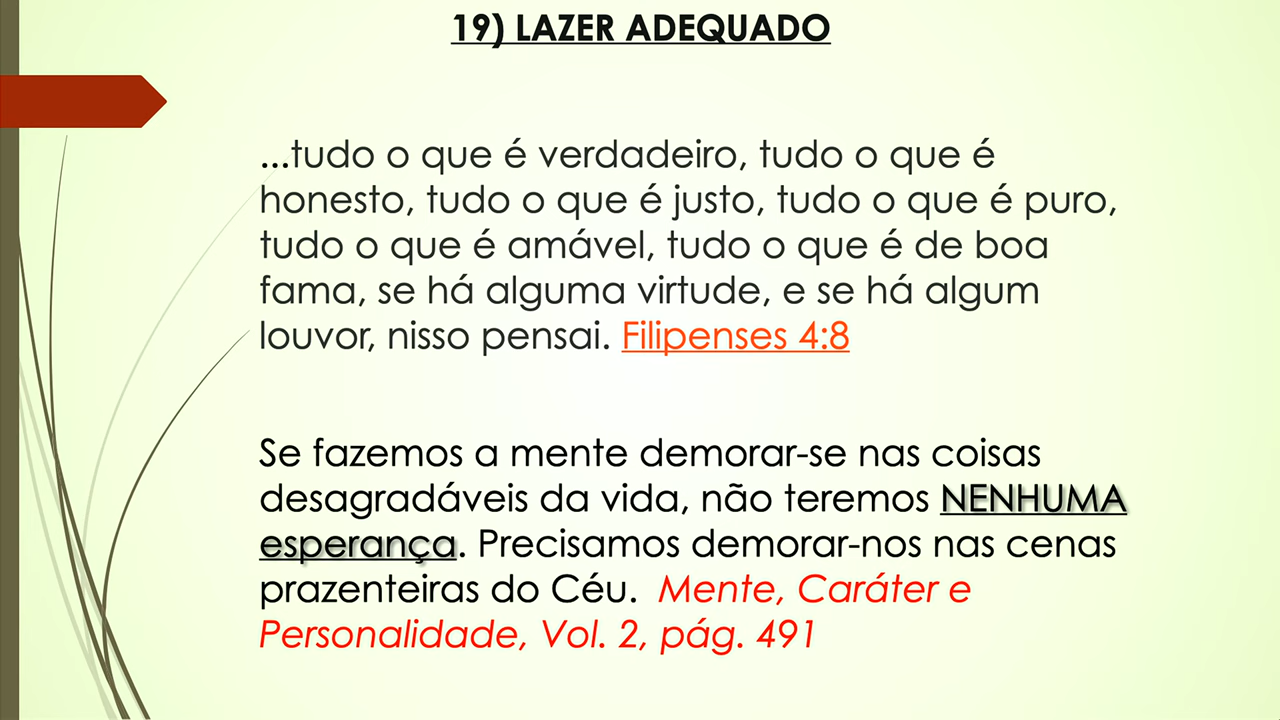 19) LAZER ADEQUADO
...tudo o que é verdadeiro, tudo o que é
honesto, tudo o que é justo, tudo o que é puro,
tudo o que é amável, tudo o que é de boa
fama, se há alguma virtude, e se há algum
louvor, nisso pensai. Filipenses 4:8
Se fazemos a mente demorar-se nas coisas
desagradáveis da vida, não teremos NENHUMA
esperança. Precisamos demorar-nos nas cenas
prazenteiras do Céu. Mente, Caráter e
Personalidade, Vol. 2, pág. 491